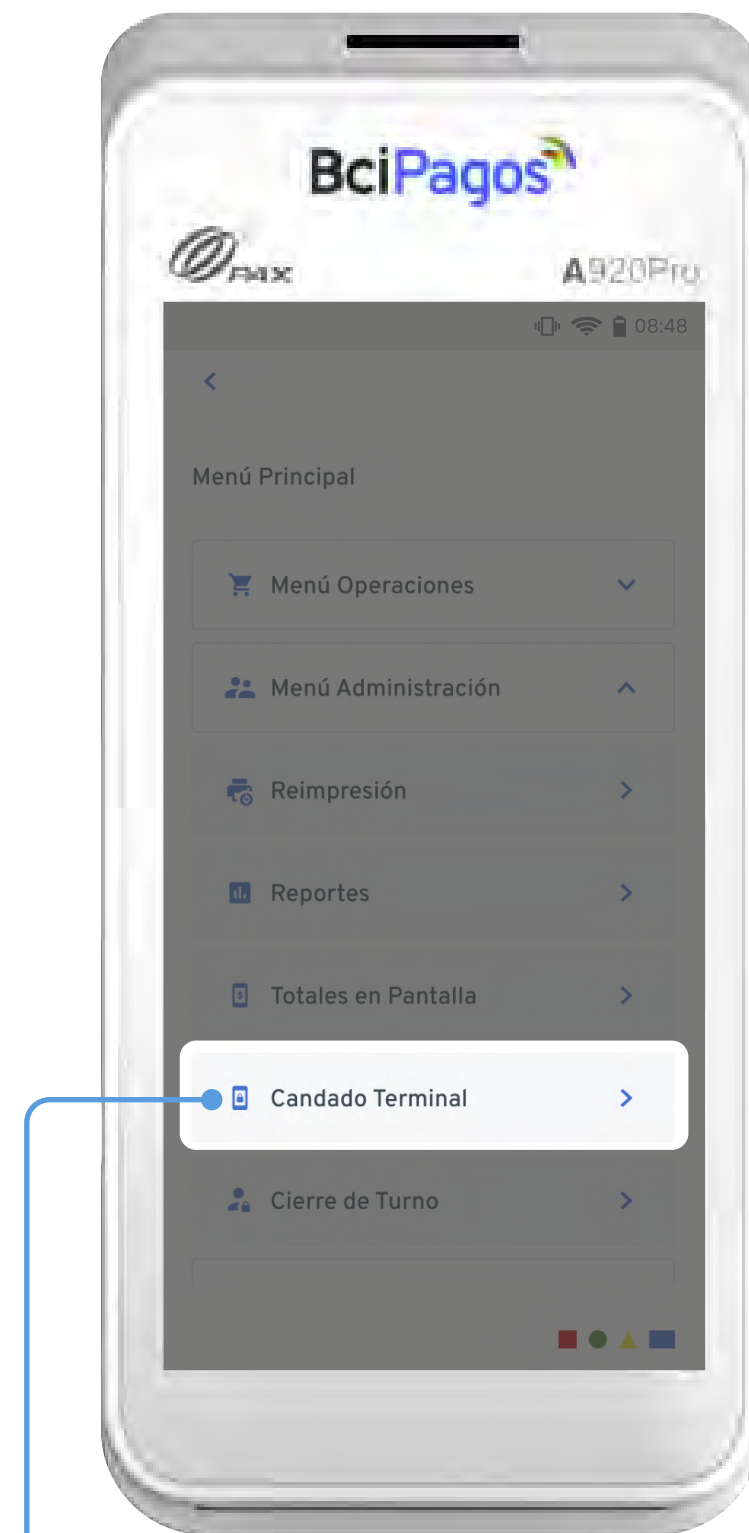 BciPagos
PAX
A920Pro
08:48
Menú Principal
Menú Operaciones
Menú Administración
Reimpresión
Reportes
Totales en Pantalla
Candado Terminal
Cierre de Turno